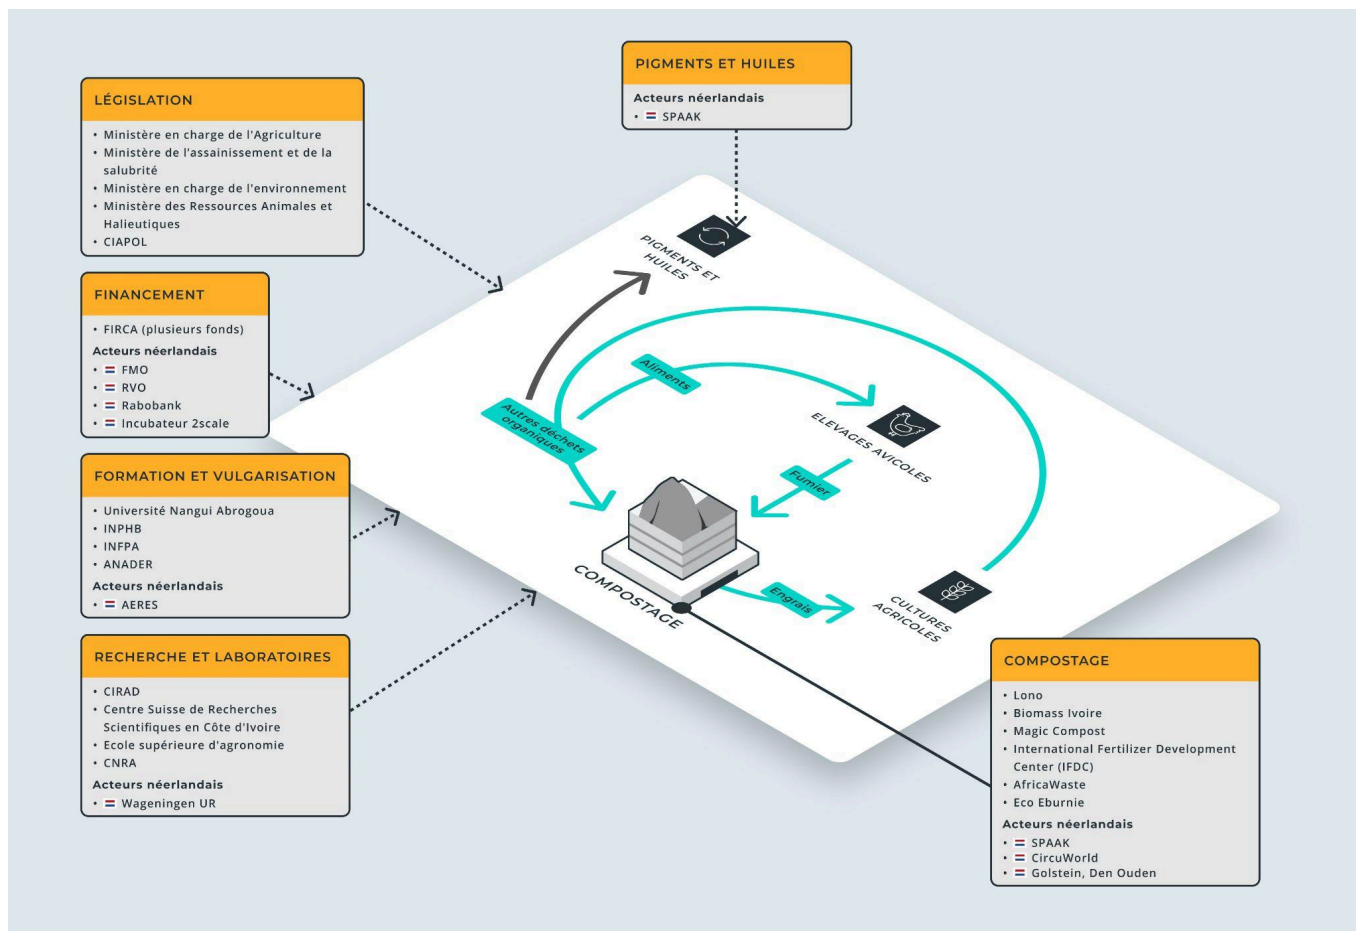 PIGMENTS ET HUILES
Acteurs néerlandais
• SPAAK
LÉGISLATION
• Ministère en charge de l'Agriculture
• Ministère de l'assainissement et de la
salubrité
• Ministère en charge de l'environnement
• Ministère des Ressources Animales et
Halieutiques
• CIAPOL
FINANCEMENT
• FIRCA (plusieurs fonds)
Acteurs néerlandais
• FMO
• RVO
• Rabobank
• Incubateur 2scale
FORMATION ET VULGARISATION
• Université Nangui Abrogoua
• INPHB
• INFPA
• ANADER
Acteurs néerlandais
• AERES
RECHERCHE ET LABORATOIRES
• CIRAD
• Centre Suisse de Recherches
Scientifiques en Côte d'Ivoire
• Ecole supérieure d'agronomie
• CNRA
Acteurs néerlandais
• Wageningen UR
PIGMENTS ET
HUILES
Aliments
Autres déchets
organiques
ELEVAGES AVICOLES
Fumier
COMPOSTAGE
Engrais
CULTURES
AGRICOLES
COMPOSTAGE
• Lono
• Biomass Ivoire
• Magic Compost
• International Fertilizer Development
Center (IFDC)
• AfricaWaste
• Eco Eburnie
Acteurs néerlandais
• SPAAK
• CircuWorld
• Golstein, Den Ouden